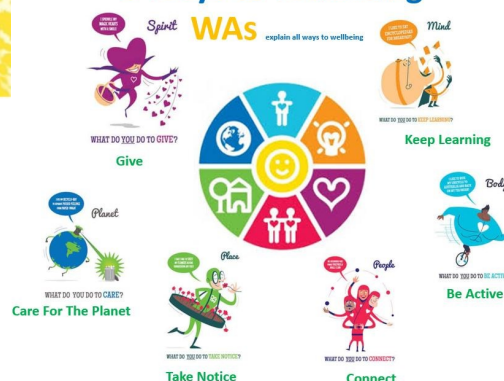 WAs explain all ways to wellbeing
Spirit
WHAT DO YOU DO TO GIVE?
Give
Mind
WHAT DO YOU DO TO KEEP LEARNING?
Keep Learning
Planet
WHAT DO YOU DO TO CARE?
Care For The Planet
Place
WHAT DO YOU DO TO TAKE NOTICE?
Take Notice
People
WHAT DO YOU DO TO CONNECT?
Connect
Body
WHAT DO YOU DO TO BE ACTIVE
Be Active